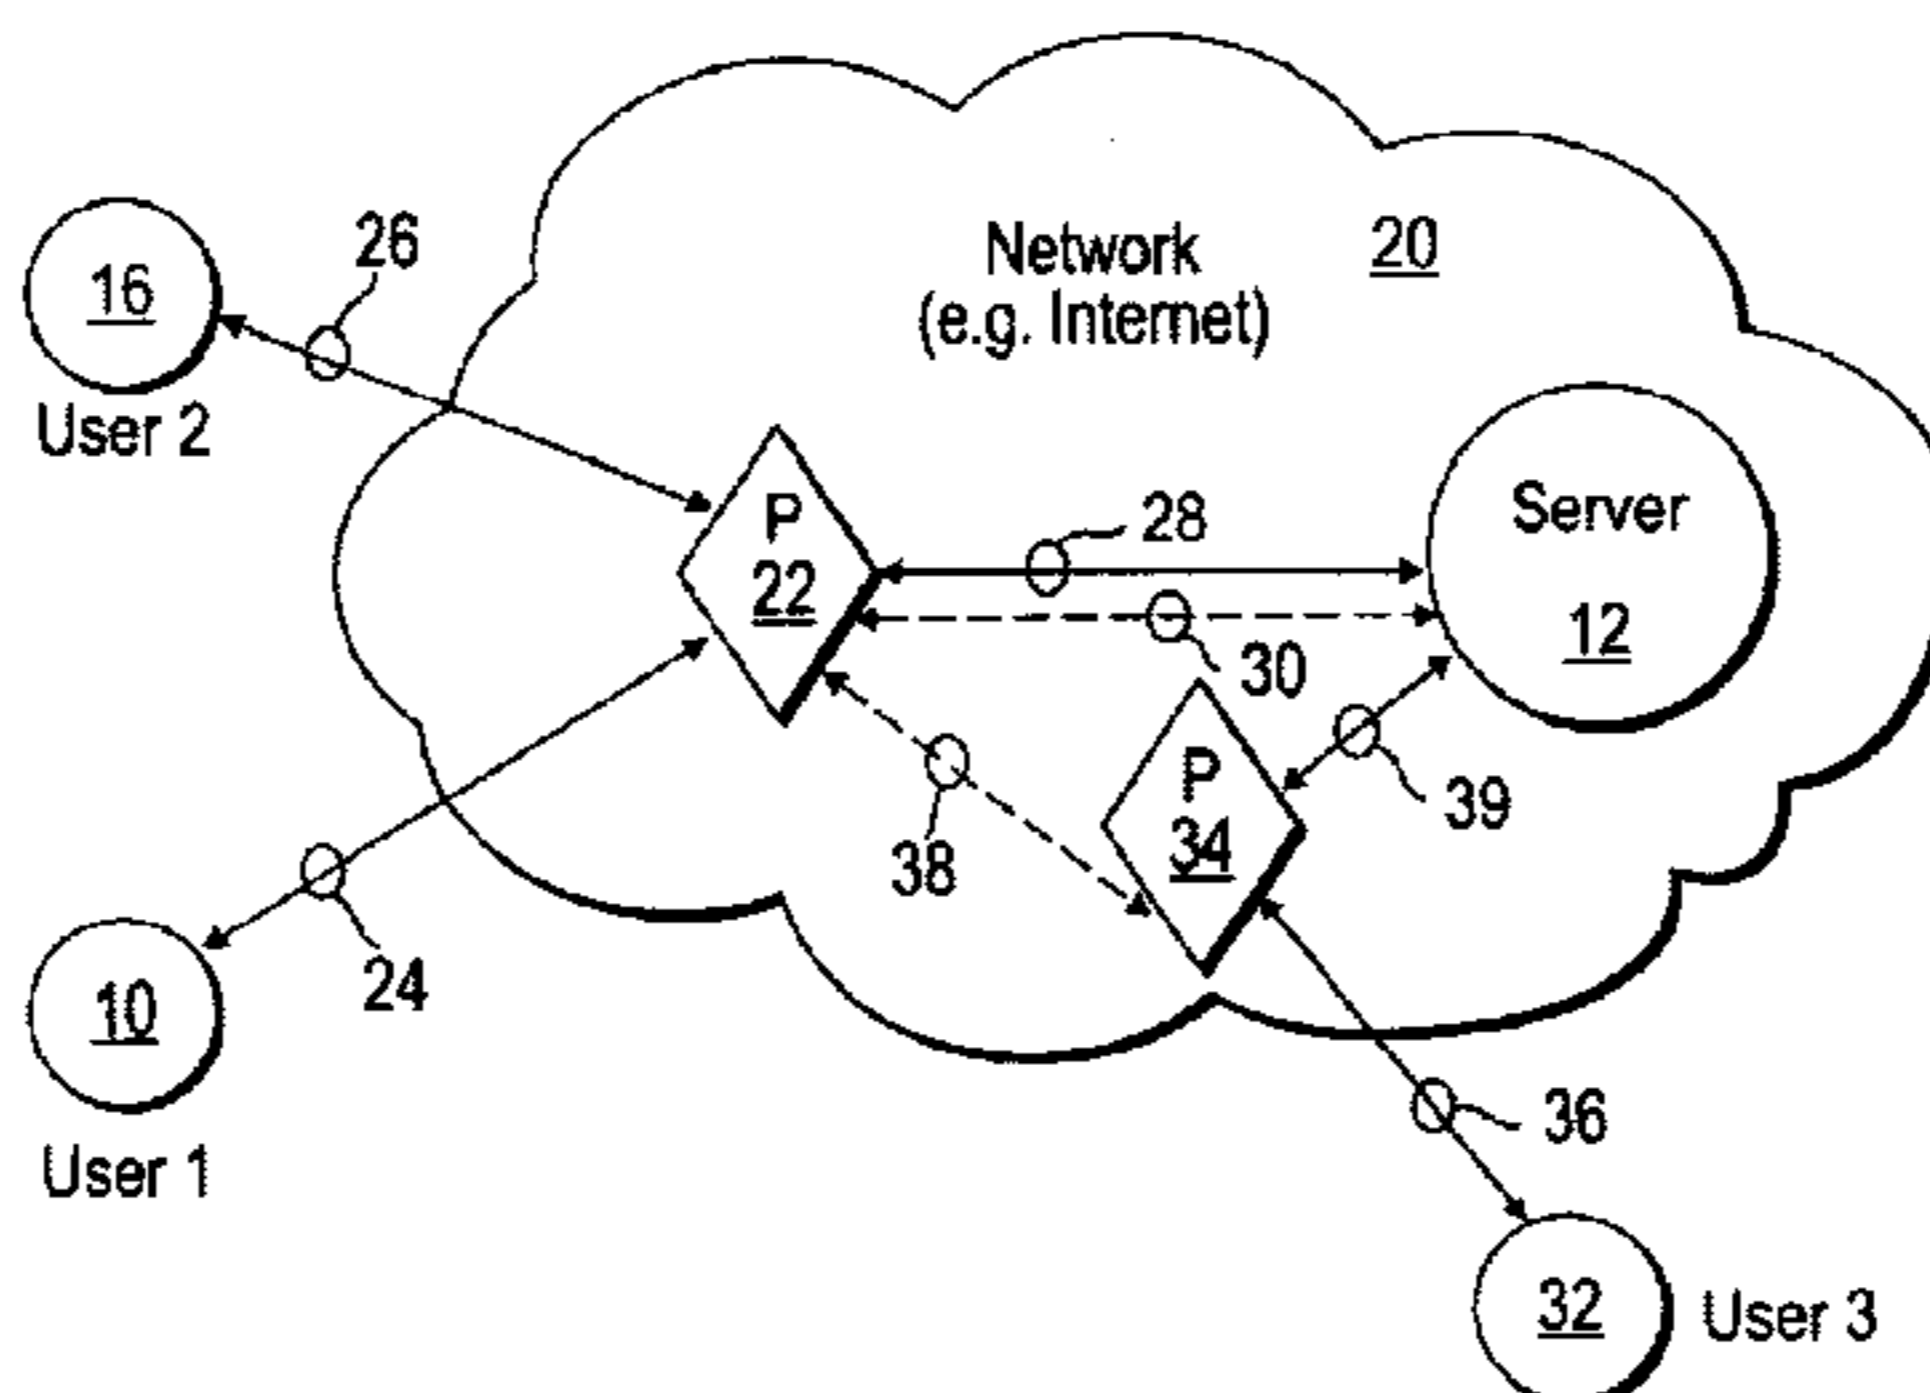 Network
(e.g. Internet)
20
16
26
User 2
P
22
28
Server
12
30
P
34
39
38
24
10
User 1
36
32
User 3